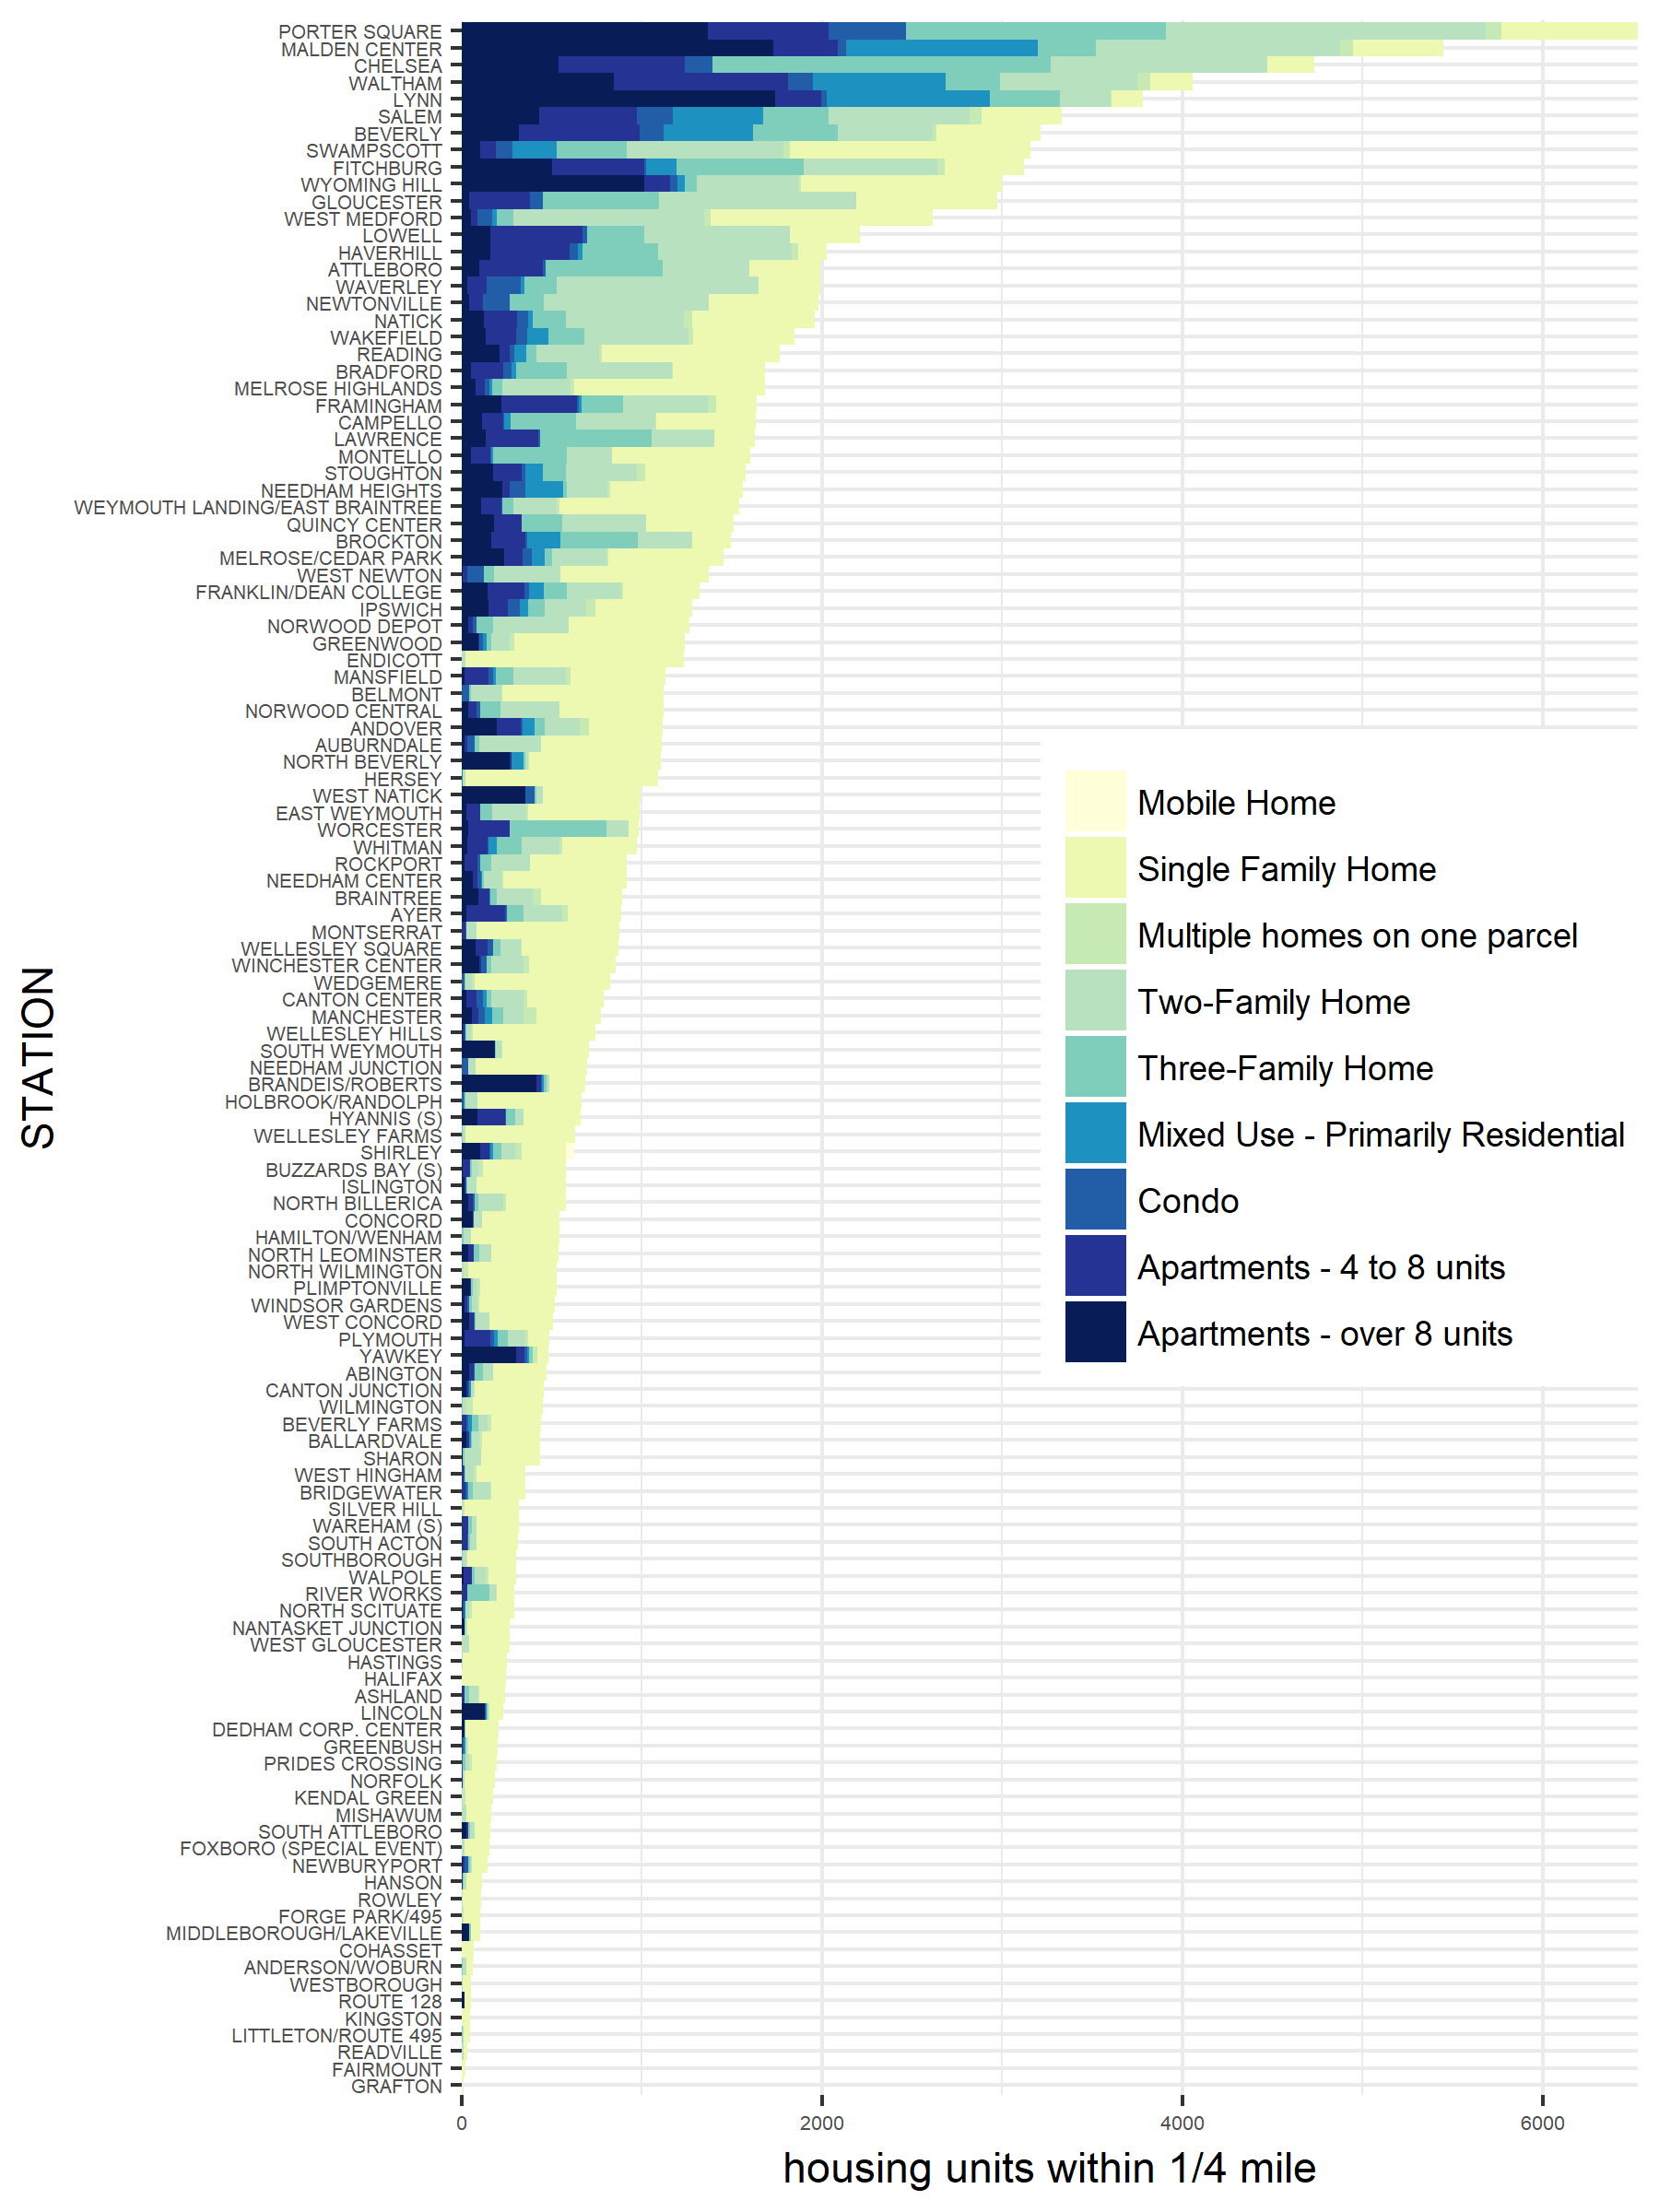 PORTER SQUARE
MALDEN CENTER
CHELSEA
WALTHAM
LYNN
SALEM
BEVERLY
SWAMPSCOTT
FITCHBURG
WYOMING HILL
GLOUCESTER
WEST MEDFORD
LOWELL
HAVERHILL
ATTLEBORO
WAVERLEY
NEWTONVILLE
NATICK
WAKEFIELD
READING
BRADFORD
MELROSE HIGHLANDS
FRAMINGHAM
CAMPELLO
LAWRENCE
MONTELLO
STOUGHTON
NEEDHAM HEIGHTS
WEYMOUTH LANDING/EAST BRAINTREE
QUINCY CENTER
BROCKTON
MELROSE/CEDAR PARK
WEST NEWTON
FRANKLIN/DEAN COLLEGE
IPSWICH
NORWOOD DEPOT
GREENWOOD
ENDICOTT
MANSFIELD
BELMONT
NORWOOD CENTRAL
ANDOVER
AUBURNDALE
NORTH BEVERLY
HERSEY
WEST NATICK
EAST WEYMOUTH
WORCESTER
WHITMAN
ROCKPORT
NEEDHAM CENTER
BRAINTREE
AYER
MONTSERRAT
WELLESLEY SQUARE
WINCHESTER CENTER
WEDGEMERE
CANTON CENTER
MANCHESTER
WELLESLEY HILLS
SOUTH WEYMOUTH
NEEDHAM JUNCTION
BRANDEIS/ROBERTS
HOLBROOK/RANDOLPH
HYANNIS (S)
WELLESLEY FARMS
SHIRLEY
BUZZARDS BAY (S)
ISLINGTON
NORTH BILLERICA
CONCORD
HAMILTON/WENHAM
NORTH LEOMINSTER
NORTH WILMINGTON
PLIMPTONVILLE
WINDSOR GARDENS
WEST CONCORD
PLYMOUTH
YAWKEY
ABINGTON
CANTON JUNCTION
WILMINGTON
BEVERLY FARMS
BALLARDVALE
SHARON
WEST HINGHAM
BRIDGEWATER
SILVER HILL
WAREHAM (S)
SOUTH ACTON
SOUTHBOROUGH
WALPOLE
RIVER WORKS
NORTH SCITUATE
NANTASKET JUNCTION
WEST GLOUCESTER
HASTINGS
HALIFAX
ASHLAND
LINCOLN
DEDHAM CORP. CENTER
GREENBUSH
PRIDES CROSSING
NORFOLK
KENDAL GREEN
MISHAWUM
SOUTH ATTLEBORO
FOXBORO (SPECIAL EVENT)
NEWBURYPORT
HANSON
ROWLEY
FORGE PARK/495
MIDDLEBOROUGH/LAKEVILLE
COHASSET
ANDERSON/WOBURN
WESTBOROUGH
ROUTE 128
KINGSTON
LITTLETON/ROUTE 495
READVILLE
FAIRMOUNT
GRAFTON
STATION
Mobile Home
Single Family Home
Multiple homes on one parcel
Two-Family Home
Three-Family Home
Mixed Use - Primarily Residential
Condo
Apartments - 4 to 8 units
Apartments - over 8 units
0 2000 4000 6000
housing units within 1/4 mile